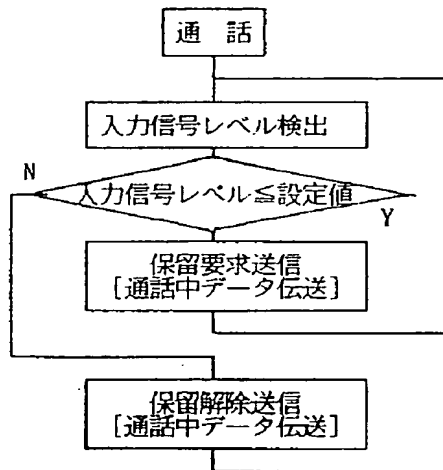 通 話
入力信号レベル検出
N
入力信号レベル≦設定値
Y
保留要求送信
[通話中データ伝送]
保留解除送信
[通話中データ伝送]